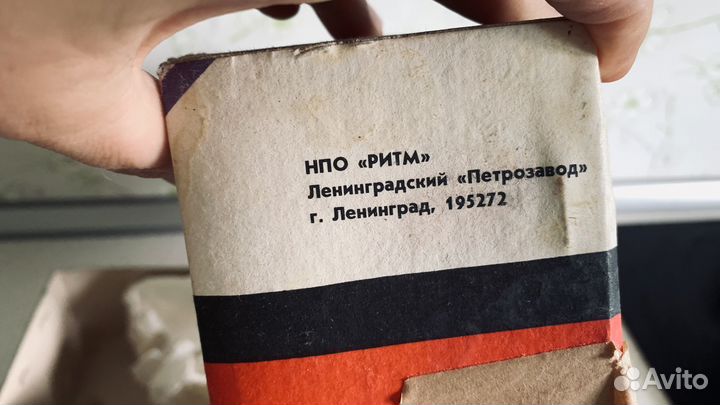 НПО «РИТМ»
Ленинградский «Петрозавод»
г. Ленинград, 195272
Avito